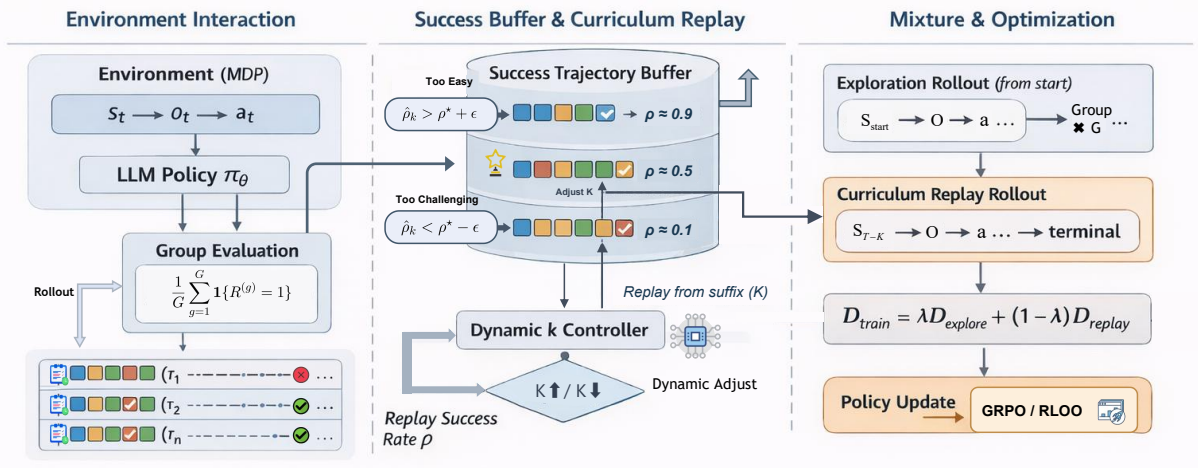 Environment Interaction
Environment (MDP)
S_t → o_t → a_t
LLM Policy π_θ
Group Evaluation
\frac{1}{G} \sum_{g=1}^{G} 1\{R^{(g)} = 1\}
Rollout
(τ_1 ...
(τ_2 ...
(τ_n ...
Success Buffer & Curriculum Replay
Success Trajectory Buffer
Too Easy
ρ̂_k > ρ* + ϵ
→ ρ ≈ 0.9
ρ ≈ 0.5
Adjust K
Too Challenging
ρ̂_k < ρ* − ϵ
ρ ≈ 0.1
Replay from suffix (K)
Dynamic k Controller
K⬆/K⬇
Dynamic Adjust
Replay Success
Rate ρ
Mixture & Optimization
Exploration Rollout (from start)
S_start → O → a ...
Group
✖ G ...
Curriculum Replay Rollout
S_{T−K} → O → a ... → terminal
D_train = λD_explore + (1 − λ) D_replay
Policy Update
GRPO / RLOO